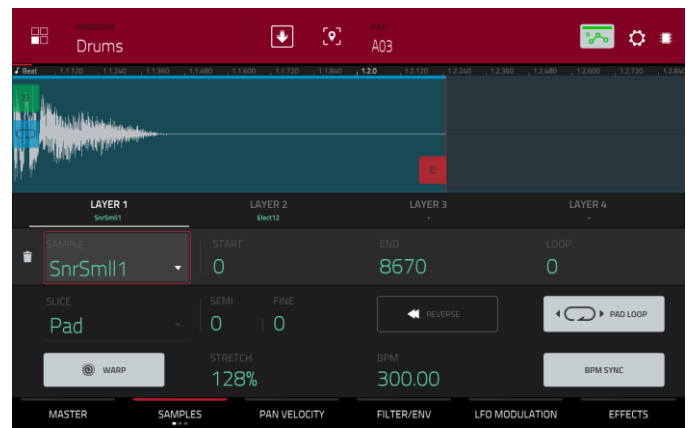 PROGRAM
Drums
PAD
A03
Beat 1.1.120 1.1.240 1.1.360 1.1.480 1.1.600 1.1.720 1.1.840 1.2.0 1.2.120 1.2.240 1.2.360 1.2.480 1.2.600 1.2.720 1.2.840
S
E
LAYER 1 LAYER 2 LAYER 3 LAYER 4
SnrSmll1 Elect12 - -
SAMPLE START END LOOP
SnrSmll1 0 8670 0
SLICE SEMI FINE
Pad 0 0
REVERSE
PAD LOOP
STRETCH BPM
WARP 128% 300.00 BPM SYNC
MASTER SAMPLES PAN VELOCITY FILTER/ENV LFO MODULATION EFFECTS